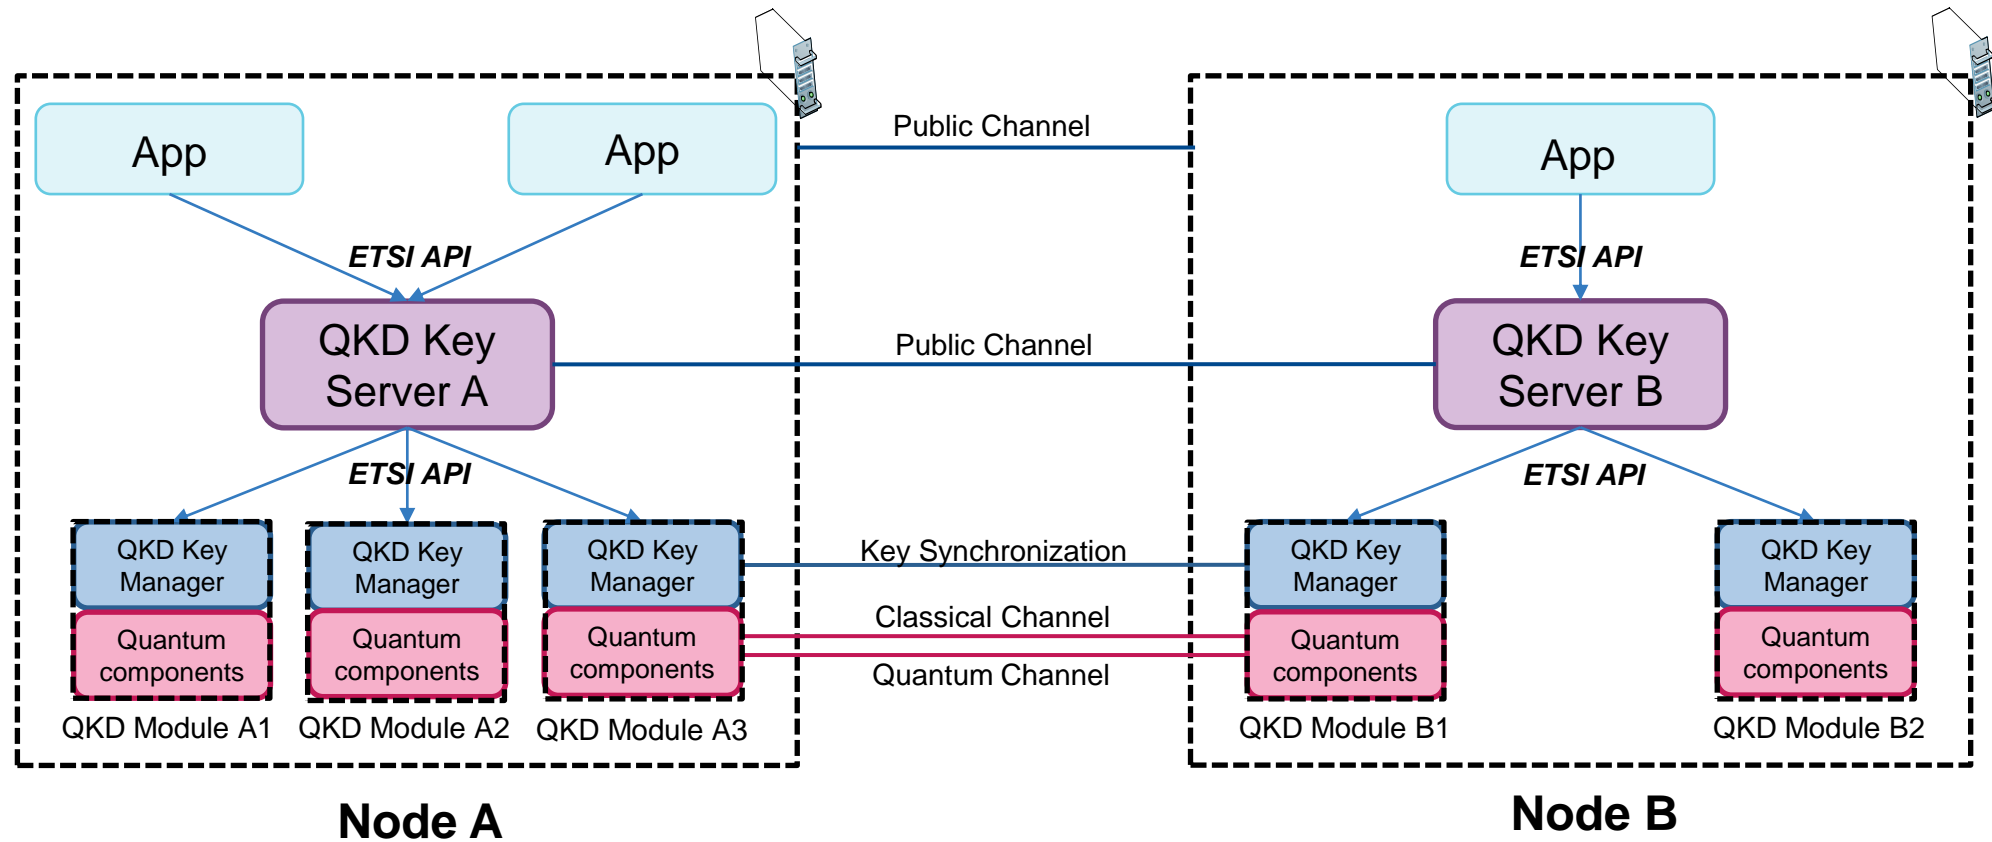 Public Channel
App
App
App
ETSI API
ETSI API
QKD Key
Server A
Public Channel
QKD Key
Server B
ETSI API
ETSI API
QKD Key
Manager
QKD Key
Manager
QKD Key
Manager
Key Synchronization
QKD Key
Manager
QKD Key
Manager
Quantum
components
Quantum
components
Quantum
components
Classical Channel
Quantum Channel
Quantum
components
Quantum
components
QKD Module A1
QKD Module A2
QKD Module A3
QKD Module B1
QKD Module B2
Node A
Node B